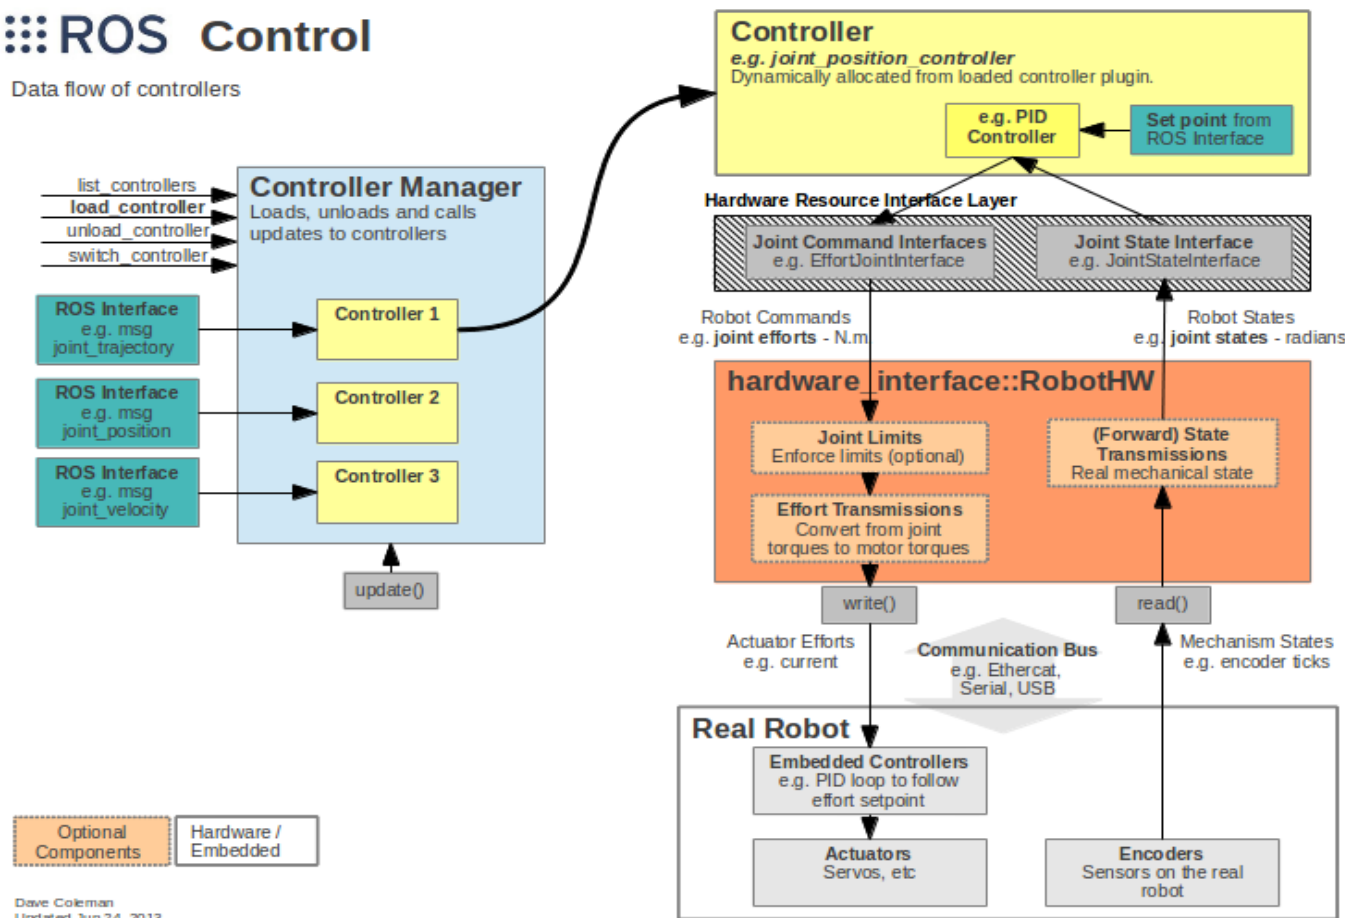 ROS Control
Data flow of controllers
list_controllers
load_controller
unload_controller
switch_controller
Controller Manager
Loads, unloads and calls
updates to controllers
ROS Interface
e.g. msg
joint_trajectory
Controller 1
ROS Interface
e.g. msg
joint_position
Controller 2
ROS Interface
e.g. msg
joint_velocity
Controller 3
update()
Controller
e.g. joint_position_controller
Dynamically allocated from loaded controller plugin.
e.g. PID
Controller
Set point from
ROS Interface
Hardware Resource Interface Layer
Joint Command Interfaces
e.g. EffortJointInterface
Joint State Interface
e.g. JointStateInterface
Robot Commands
e.g. joint efforts - N.m
Robot States
e.g. joint states - radians
hardware_interface::RobotHW
Joint Limits
Enforce limits (optional)
Effort Transmissions
Convert from joint
torques to motor torques
(Forward) State
Transmissions
Real mechanical state
write()
read()
Actuator Efforts
e.g. current
Communication Bus
e.g. Ethercat,
Serial, USB
Mechanism States
e.g. encoder ticks
Real Robot
Embedded Controllers
e.g. PID loop to follow
effort setpoint
Actuators
Servos, etc
Encoders
Sensors on the real
robot
Optional
Components
Hardware /
Embedded
Dave Coleman
Updated Jun 24, 2013